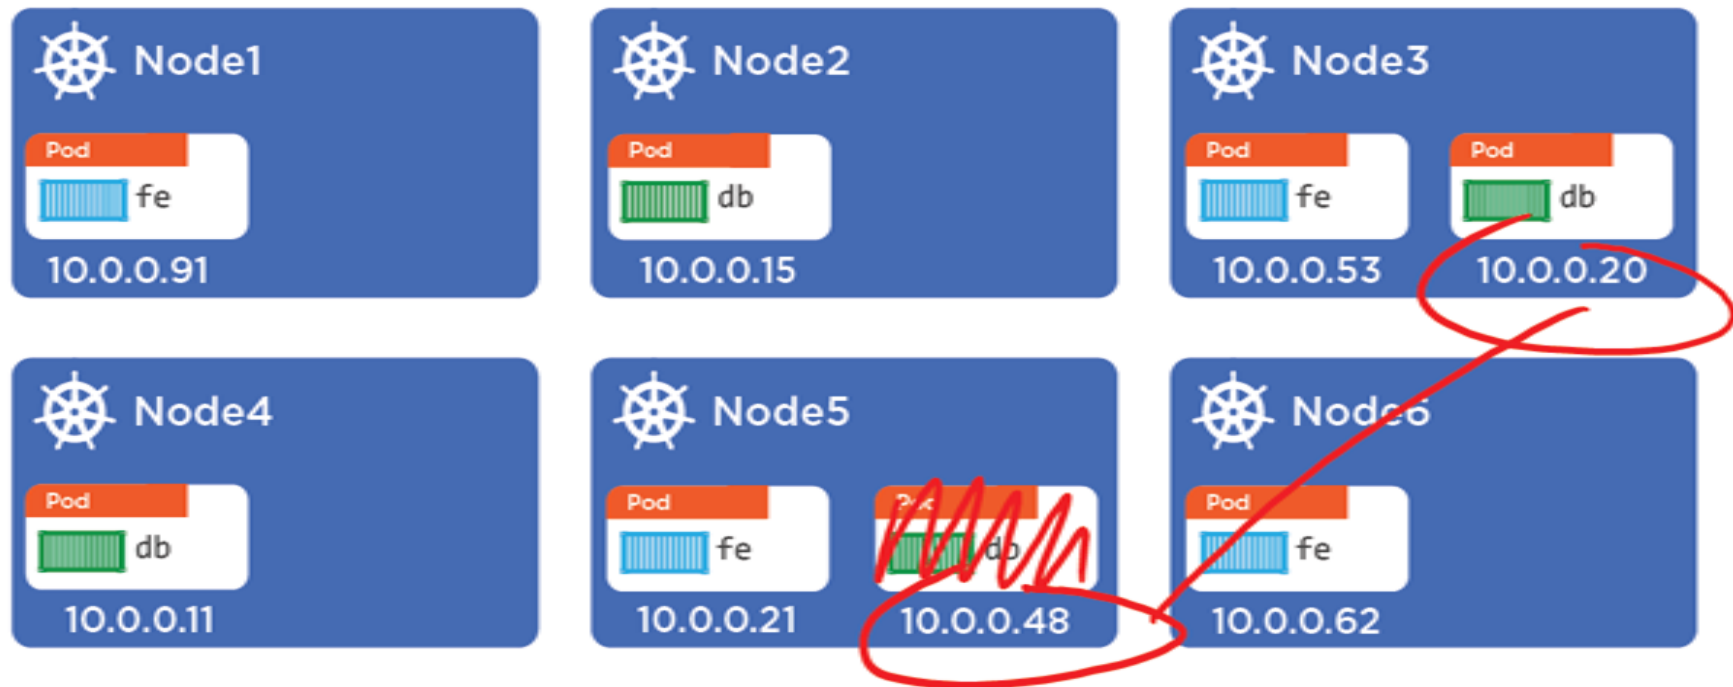 Node1
Pod
fe
10.0.0.91
Node2
Pod
db
10.0.0.15
Node3
Pod
fe
10.0.0.53
Pod
db
10.0.0.20
Node4
Pod
db
10.0.0.11
Node5
Pod
fe
10.0.0.21
Pod
db
10.0.0.48
Node6
Pod
fe
10.0.0.62